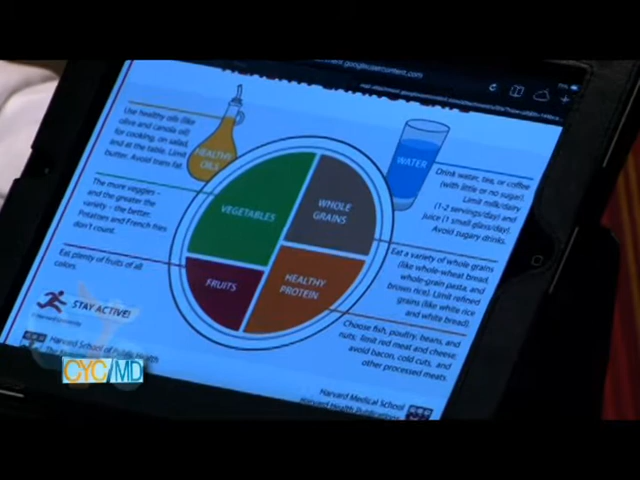 Use healthy oils (like
olive and canola oil)
for cooking, on salad,
and at the table. Limit
butter. Avoid trans fat.
HEALTHY
OILS
WATER
Drink water, tea, or coffee
(with little or no sugar).
Limit milk/dairy
(1-2 servings/day) and
juice (1 small glass/day).
Avoid sugary drinks.
The more veggies –
and the greater the
variety – the better.
Potatoes and French fries
don't count.
VEGETABLES
WHOLE
GRAINS
Eat a variety of whole grains
(like whole-wheat bread,
whole-grain pasta, and
brown rice). Limit refined
grains (like white rice
and white bread).
Eat plenty of fruits of all
colors.
FRUITS
HEALTHY
PROTEIN
Choose fish, poultry, beans, and
nuts; limit red meat and cheese;
avoid bacon, cold cuts, and
other processed meats.
STAY ACTIVE!
Harvard School of Public Health
Harvard Medical School
Harvard Health Publications
CYC/MD